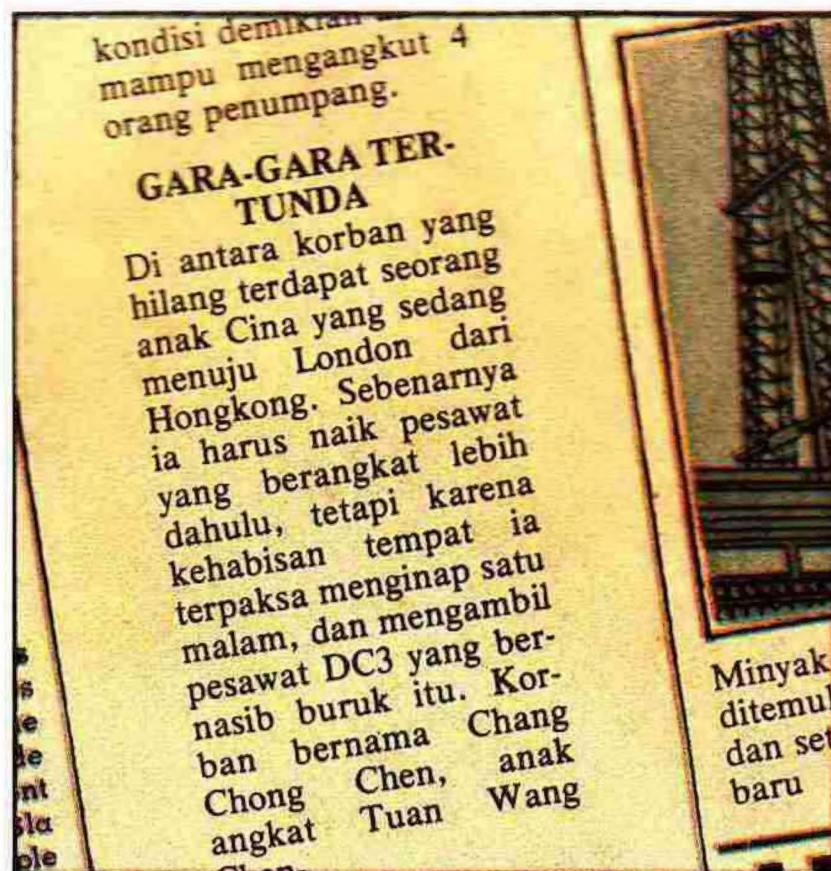 kondisi demikian
mampu mengangkut 4
orang penumpang.
GARA-GARA TER-
TUNDA
Di antara korban yang
hilang terdapat seorang
anak Cina yang sedang
menuju London dari
Hongkong. Sebenarnya
ia harus naik pesawat
yang berangkat lebih
dahulu, tetapi karena
kehabisan tempat ia
terpaksa menginap satu
malam, dan mengambil
pesawat DC3 yang ber-
nasib buruk itu. Kor-
ban bernama Chang
Chong Chen, anak
angkat Tuan Wang
Chen.
Minyak
ditemu
dan set
baru